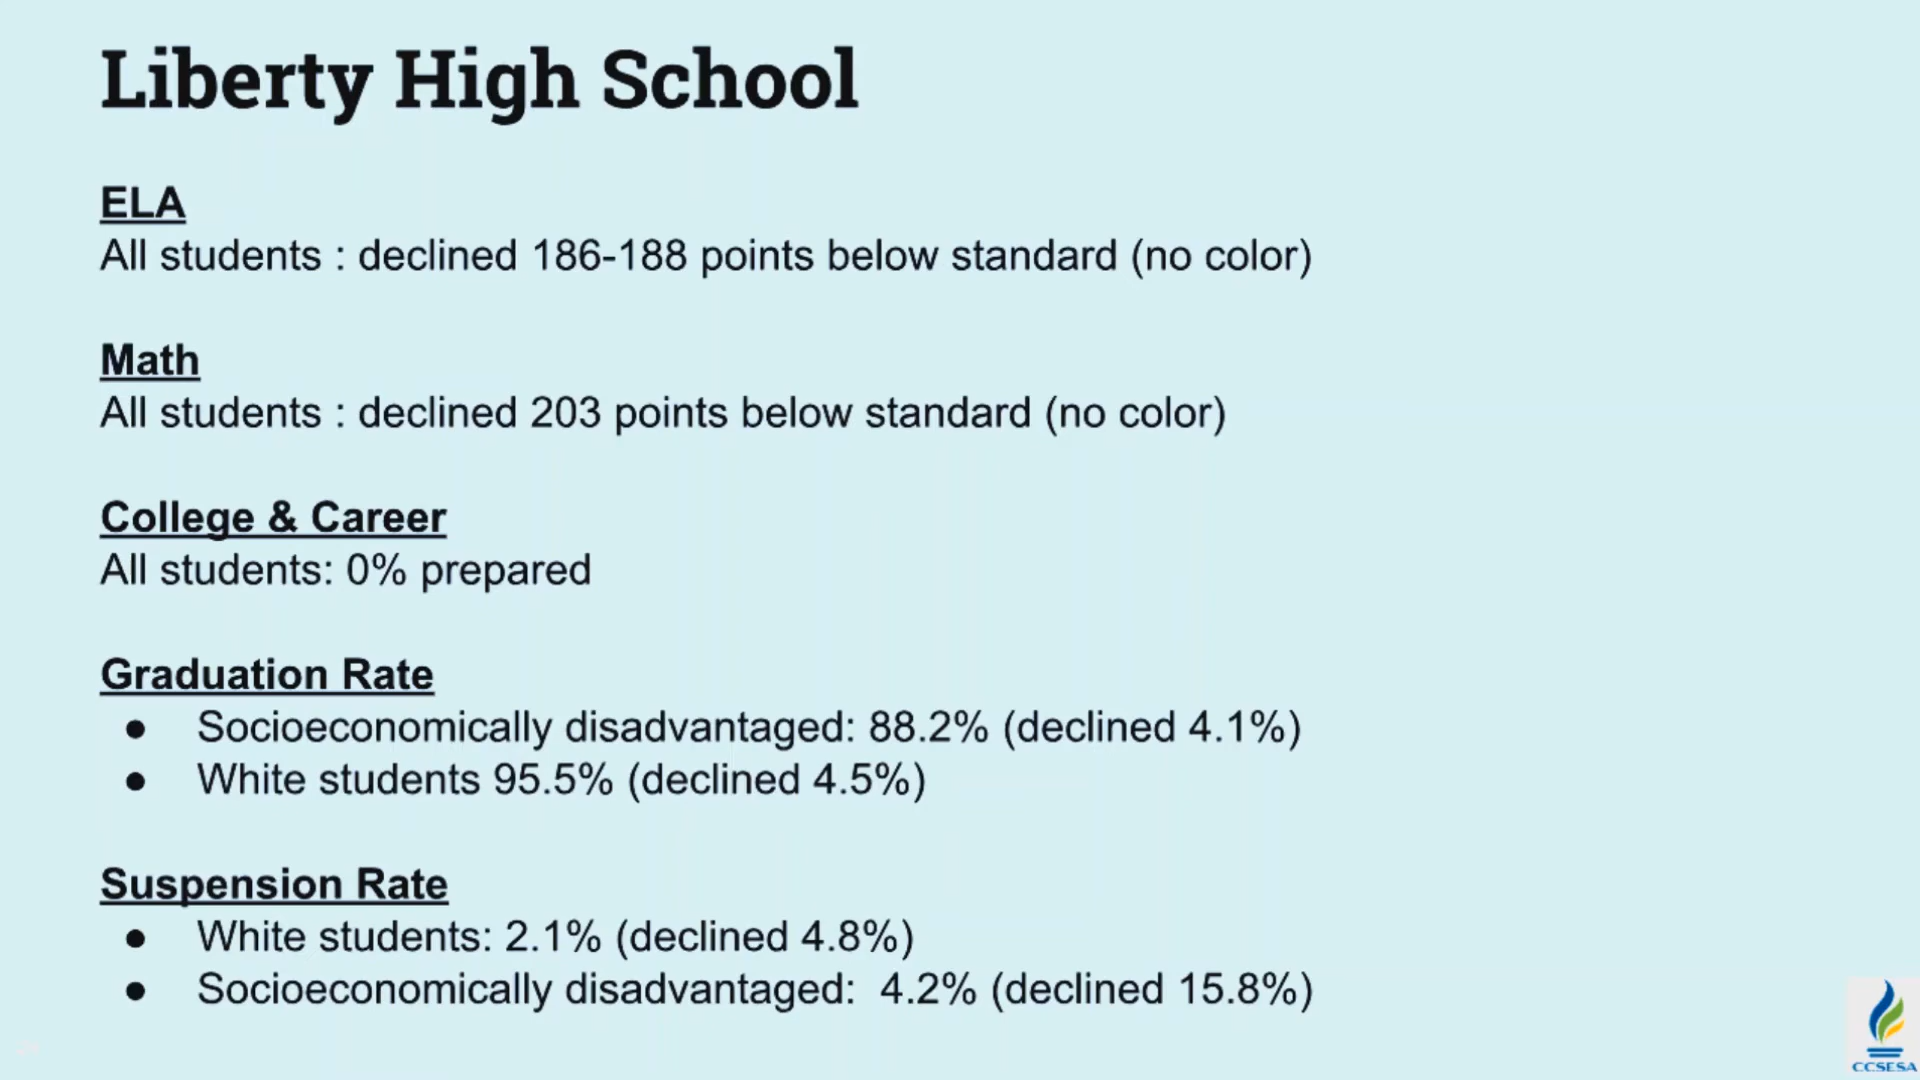 Liberty High School
ELA
All students : declined 186-188 points below standard (no color)
Math
All students : declined 203 points below standard (no color)
College & Career
All students: 0% prepared
Graduation Rate
● Socioeconomically disadvantaged: 88.2% (declined 4.1%)
● White students 95.5% (declined 4.5%)
Suspension Rate
● White students: 2.1% (declined 4.8%)
● Socioeconomically disadvantaged:  4.2% (declined 15.8%)
CCSESA